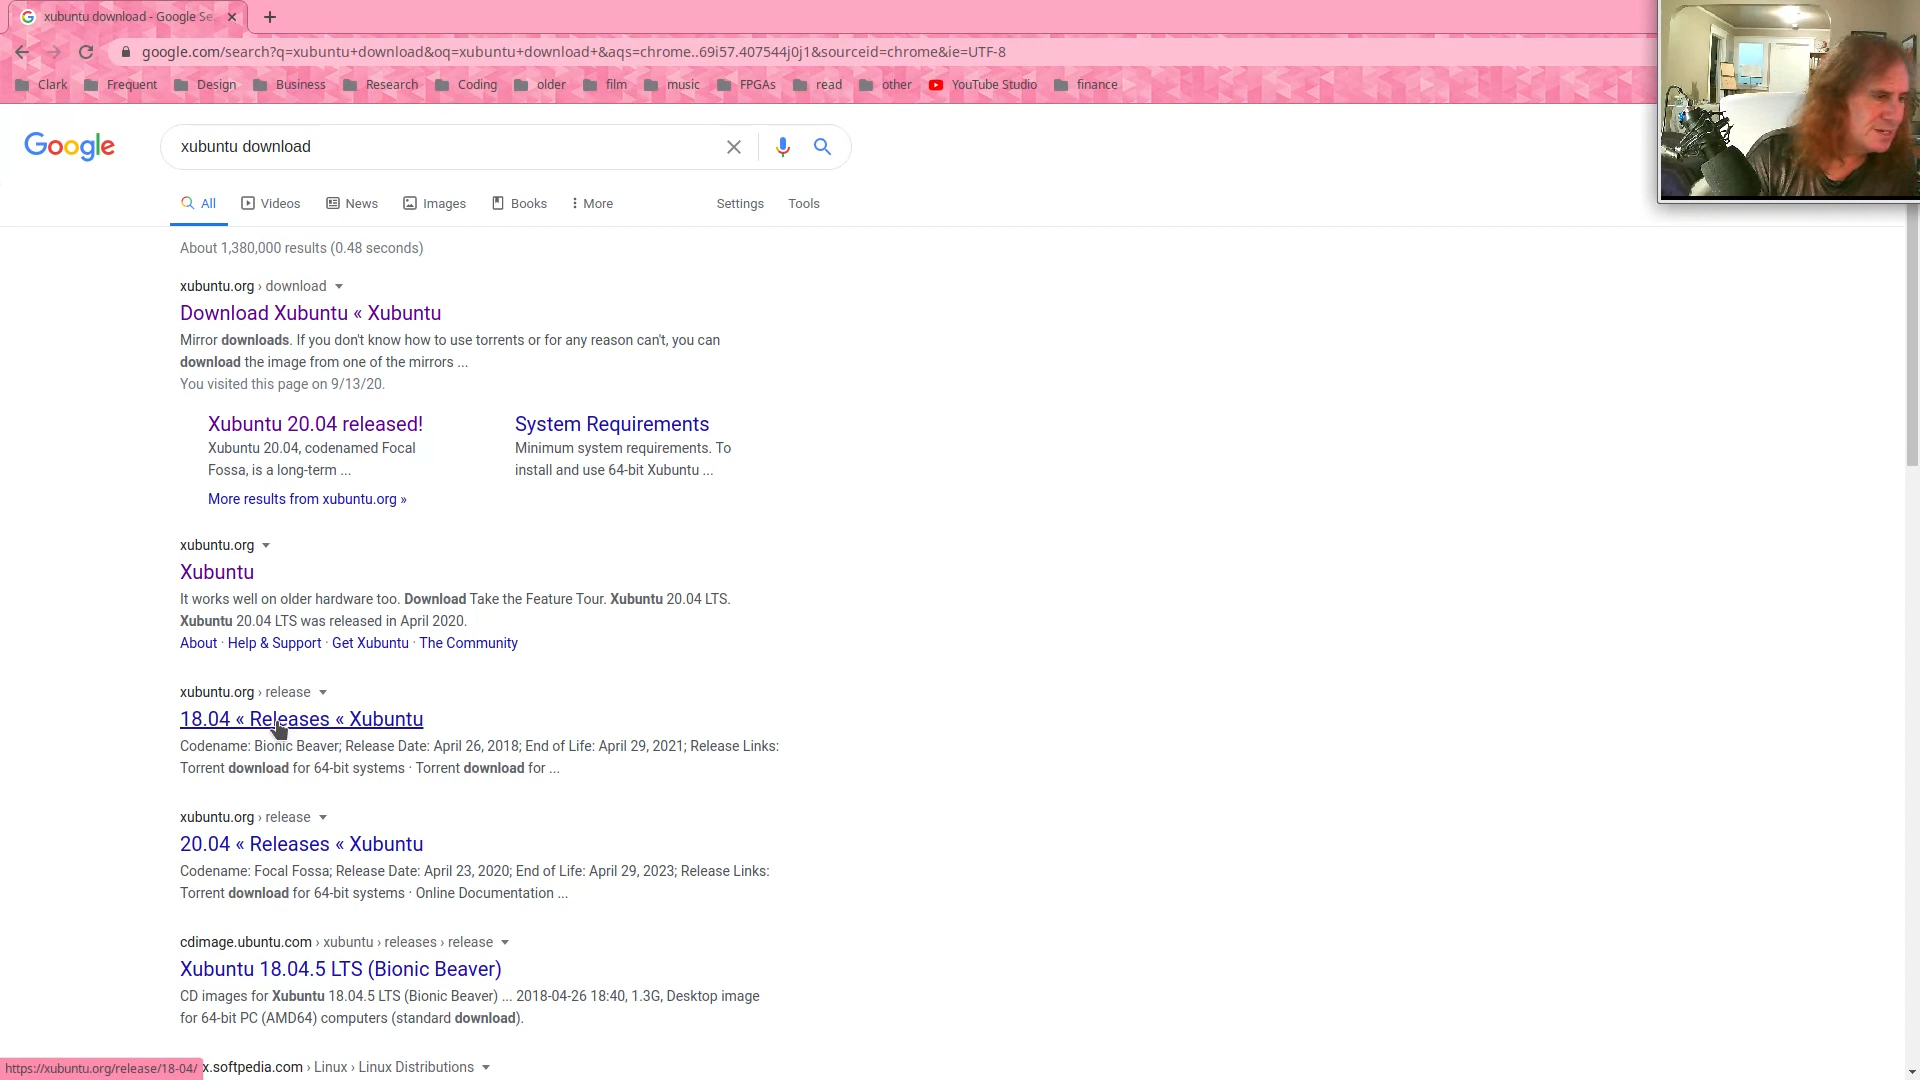 xubuntu download - Google Se
google.com/search?q=xubuntu+download&oq=xubuntu+download+&aqs=chrome..69i57.407544j0j1&sourceid=chrome&ie=UTF-8
Clark Frequent Design Business Research Coding older film music FPGAs read other YouTube Studio finance
Google xubuntu download
All Videos News Images Books More Settings Tools
About 1,380,000 results (0.48 seconds)
xubuntu.org › download
Download Xubuntu « Xubuntu
Mirror downloads. If you don't know how to use torrents or for any reason can't, you can
download the image from one of the mirrors ...
You visited this page on 9/13/20.
Xubuntu 20.04 released!
Xubuntu 20.04, codenamed Focal
Fossa, is a long-term ...
System Requirements
Minimum system requirements. To
install and use 64-bit Xubuntu ...
More results from xubuntu.org »
xubuntu.org
Xubuntu
It works well on older hardware too. Download Take the Feature Tour. Xubuntu 20.04 LTS.
Xubuntu 20.04 LTS was released in April 2020.
About · Help & Support · Get Xubuntu · The Community
xubuntu.org › release
18.04 « Releases « Xubuntu
Codename: Bionic Beaver; Release Date: April 26, 2018; End of Life: April 29, 2021; Release Links:
Torrent download for 64-bit systems · Torrent download for ...
xubuntu.org › release
20.04 « Releases « Xubuntu
Codename: Focal Fossa; Release Date: April 23, 2020; End of Life: April 29, 2023; Release Links:
Torrent download for 64-bit systems · Online Documentation ...
cdimage.ubuntu.com › xubuntu › releases › release
Xubuntu 18.04.5 LTS (Bionic Beaver)
CD images for Xubuntu 18.04.5 LTS (Bionic Beaver) ... 2018-04-26 18:40, 1.3G, Desktop image
for 64-bit PC (AMD64) computers (standard download).
https://xubuntu.org/release/18-04/ x.softpedia.com › Linux › Linux Distributions